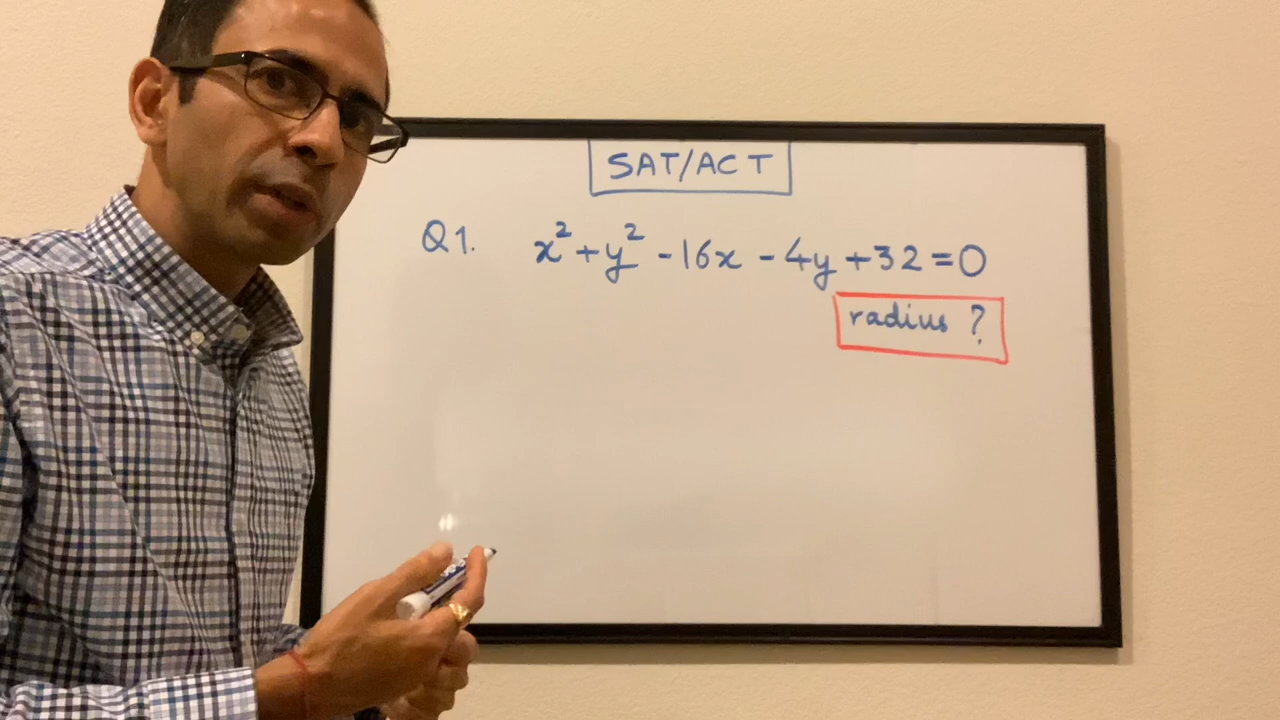 SAT/ACT
Q1. x² + y² - 16x - 4y + 32 = 0
radius ?